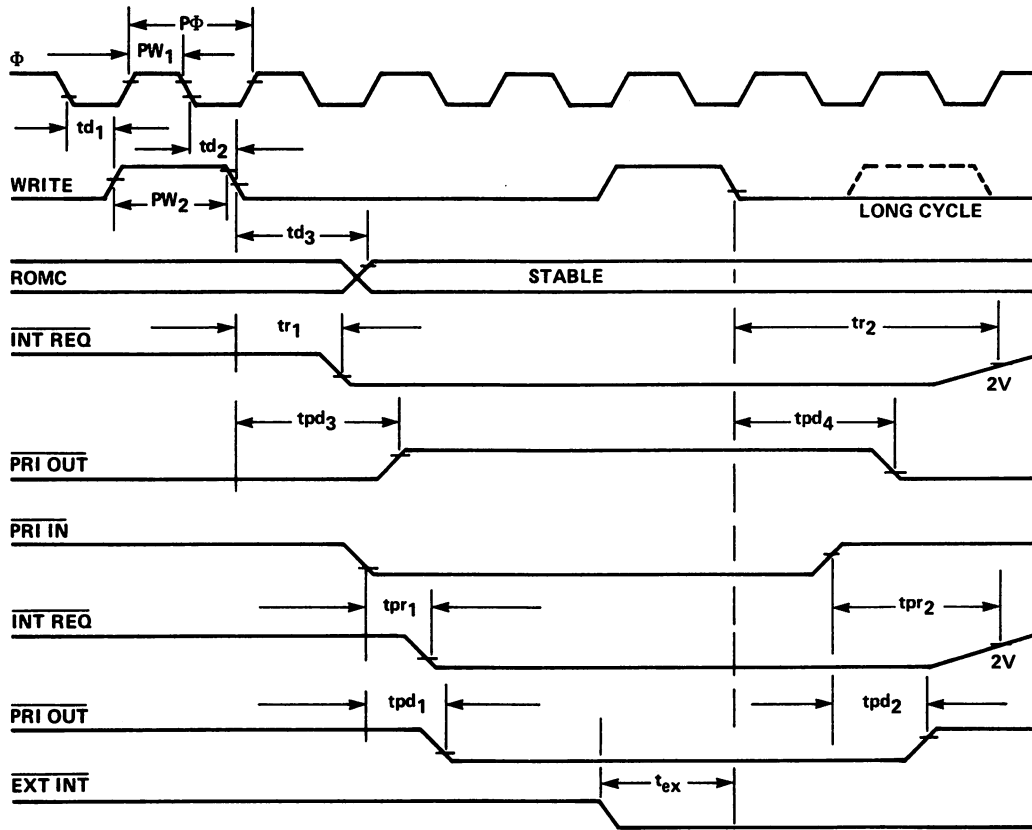 PΦ
Φ
PW₁
td₁
td₂
WRITE
PW₂
LONG CYCLE
td₃
ROMC
STABLE
INT REQ
tr₁
tr₂
2V
tpd₃
tpd₄
PRI OUT
PRI IN
INT REQ
tpr₁
tpr₂
2V
PRI OUT
tpd₁
tpd₂
EXT INT
tₑₓ